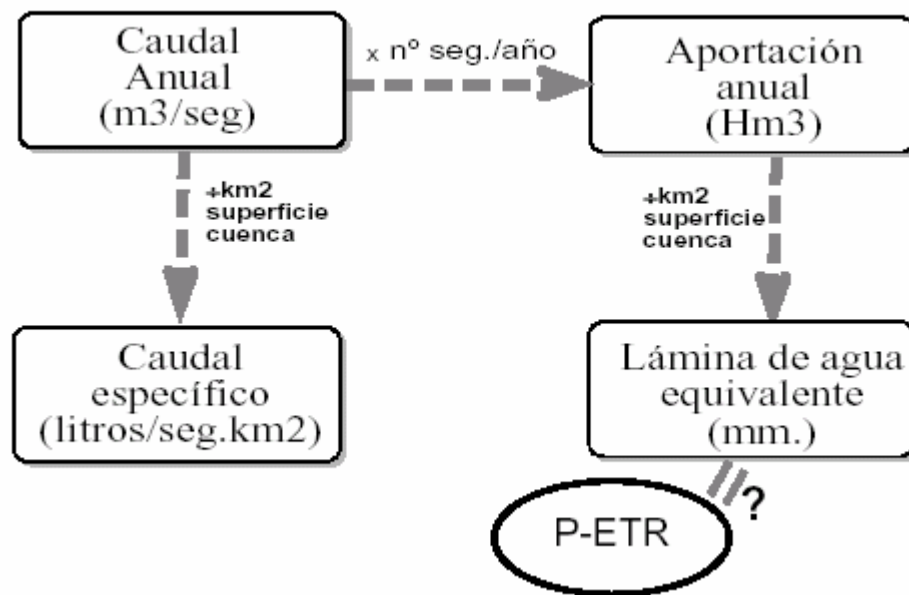 Caudal
Anual
(m3/seg)
x nº seg./año
Aportación
anual
(Hm3)
÷km2
superficie
cuenca
÷km2
superficie
cuenca
Caudal
específico
(litros/seg.km2)
Lámina de agua
equivalente
(mm.)
?
P-ETR